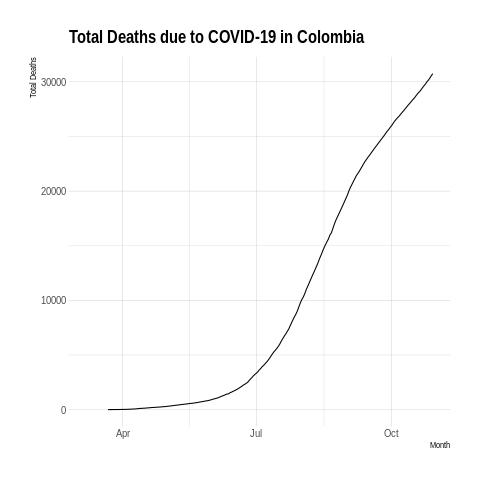 Total Deaths due to COVID-19 in Colombia
Total Deaths
30000
20000
10000
0
Apr
Jul
Oct
Month